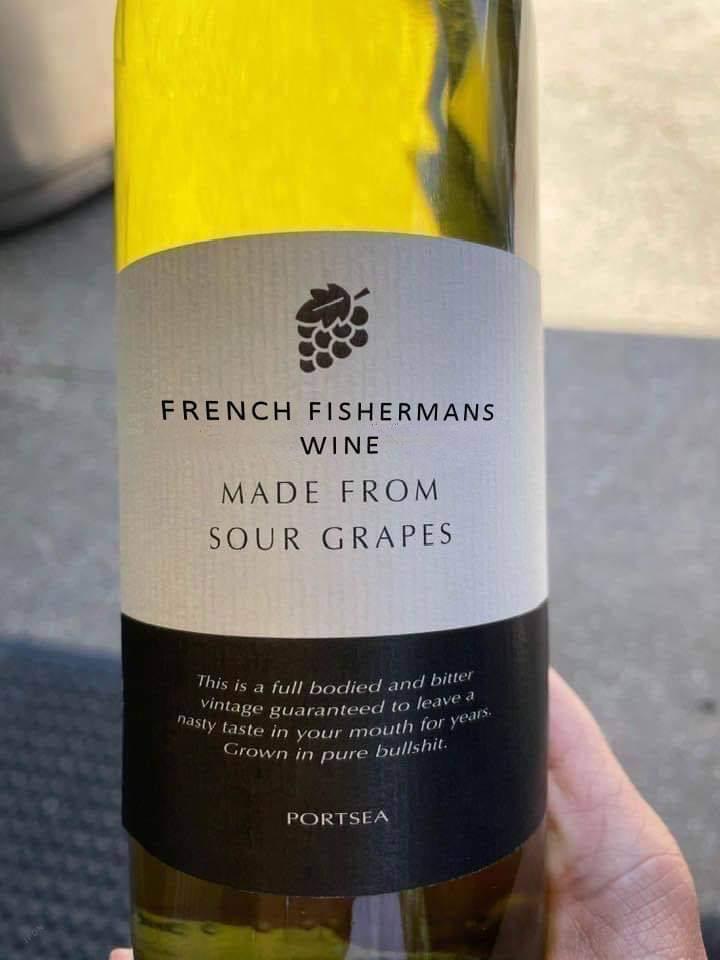 FRENCH FISHERMANS
WINE
MADE FROM
SOUR GRAPES
This is a full bodied and bitter
vintage guaranteed to leave a
nasty taste in your mouth for years.
Grown in pure bullshit.
PORTSEA